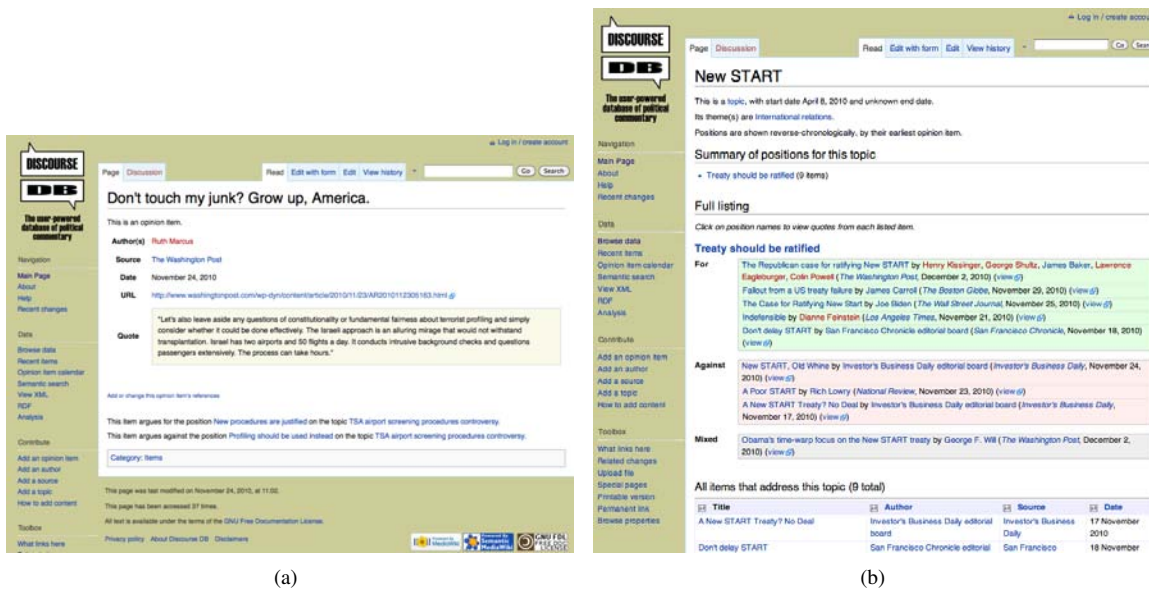 Log in / create account
DISCOURSE
DB
The user-powered
database of political
commentary
Page Discussion
Read Edit with form Edit View history
Go Search
Don't touch my junk? Grow up, America.
This is an opinion item.
Author(s) Ruth Marcus
Source The Washington Post
Date November 24, 2010
URL http://www.washingtonpost.com/wp-dyn/content/article/2010/11/23/AR2010112305163.html
Quote
"Let's also leave aside any questions of constitutionality or fundamental fairness about terrorist profiling and simply
consider whether it could be done effectively. The Israeli approach is an alluring mirage that would not withstand
transplantation. Israel has two airports and 50 flights a day. It conducts intrusive background checks and questions
passengers extensively. The process can take hours."
Add or change this opinion item's references
This item argues for the position New procedures are justified on the topic TSA airport screening procedures controversy.
This item argues against the position Profiling should be used instead on the topic TSA airport screening procedures controversy.
Category: Items
This page was last modified on November 24, 2010, at 11:02.
This page has been accessed 37 times.
All text is available under the terms of the GNU Free Documentation License.
Privacy policy About Discourse DB Disclaimers
Navigation
Main Page
About
Help
Recent changes
Data
Browse data
Recent items
Opinion item calendar
Semantic search
View XML
RDF
Analysis
Contribute
Add an opinion item
Add an author
Add a source
Add a topic
How to add content
Toolbox
What links here
(a)
Log in / create accou
DISCOURSE
DB
The user-powered
database of political
commentary
Page Discussion
Read Edit with form Edit View history
Go Sear
New START
This is a topic, with start date April 8, 2010 and unknown end date.
Its theme(s) are International relations.
Positions are shown reverse-chronologically, by their earliest opinion item.
Summary of positions for this topic
Treaty should be ratified (9 items)
Full listing
Click on position names to view quotes from each listed item.
Treaty should be ratified
For
The Republican case for ratifying New START by Henry Kissinger, George Shultz, James Baker, Lawrence
Eagleburger, Colin Powell (The Washington Post, December 2, 2010) (view)
Fallout from a US treaty failure by James Carroll (The Boston Globe, November 29, 2010) (view)
The Case for Ratifying New Start by Joe Biden (The Wall Street Journal, November 25, 2010) (view)
Indefensible by Dianne Feinstein (Los Angeles Times, November 21, 2010) (view)
Don't delay START by San Francisco Chronicle editorial board (San Francisco Chronicle, November 18, 2010)
(view)
Against
New START, Old Whine by Investor's Business Daily editorial board (Investor's Business Daily, November 24,
2010) (view)
A Poor START by Rich Lowry (National Review, November 23, 2010) (view)
A New START Treaty? No Deal by Investor's Business Daily editorial board (Investor's Business Daily,
November 17, 2010) (view)
Mixed
Obama's time-warp focus on the New START treaty by George F. Will (The Washington Post, December 2,
2010) (view)
All items that address this topic (9 total)
Title Author Source Date
A New START Treaty? No Deal Investor's Business Daily editorial Investor's Business 17 November
board Daily 2010
Don't delay START San Francisco Chronicle editorial San Francisco 18 November
Navigation
Main Page
About
Help
Recent changes
Data
Browse data
Recent items
Opinion item calendar
Semantic search
View XML
RDF
Analysis
Contribute
Add an opinion item
Add an author
Add a source
Add a topic
How to add content
Toolbox
What links here
Related changes
Upload file
Special pages
Printable version
Permanent link
Browse properties
(b)